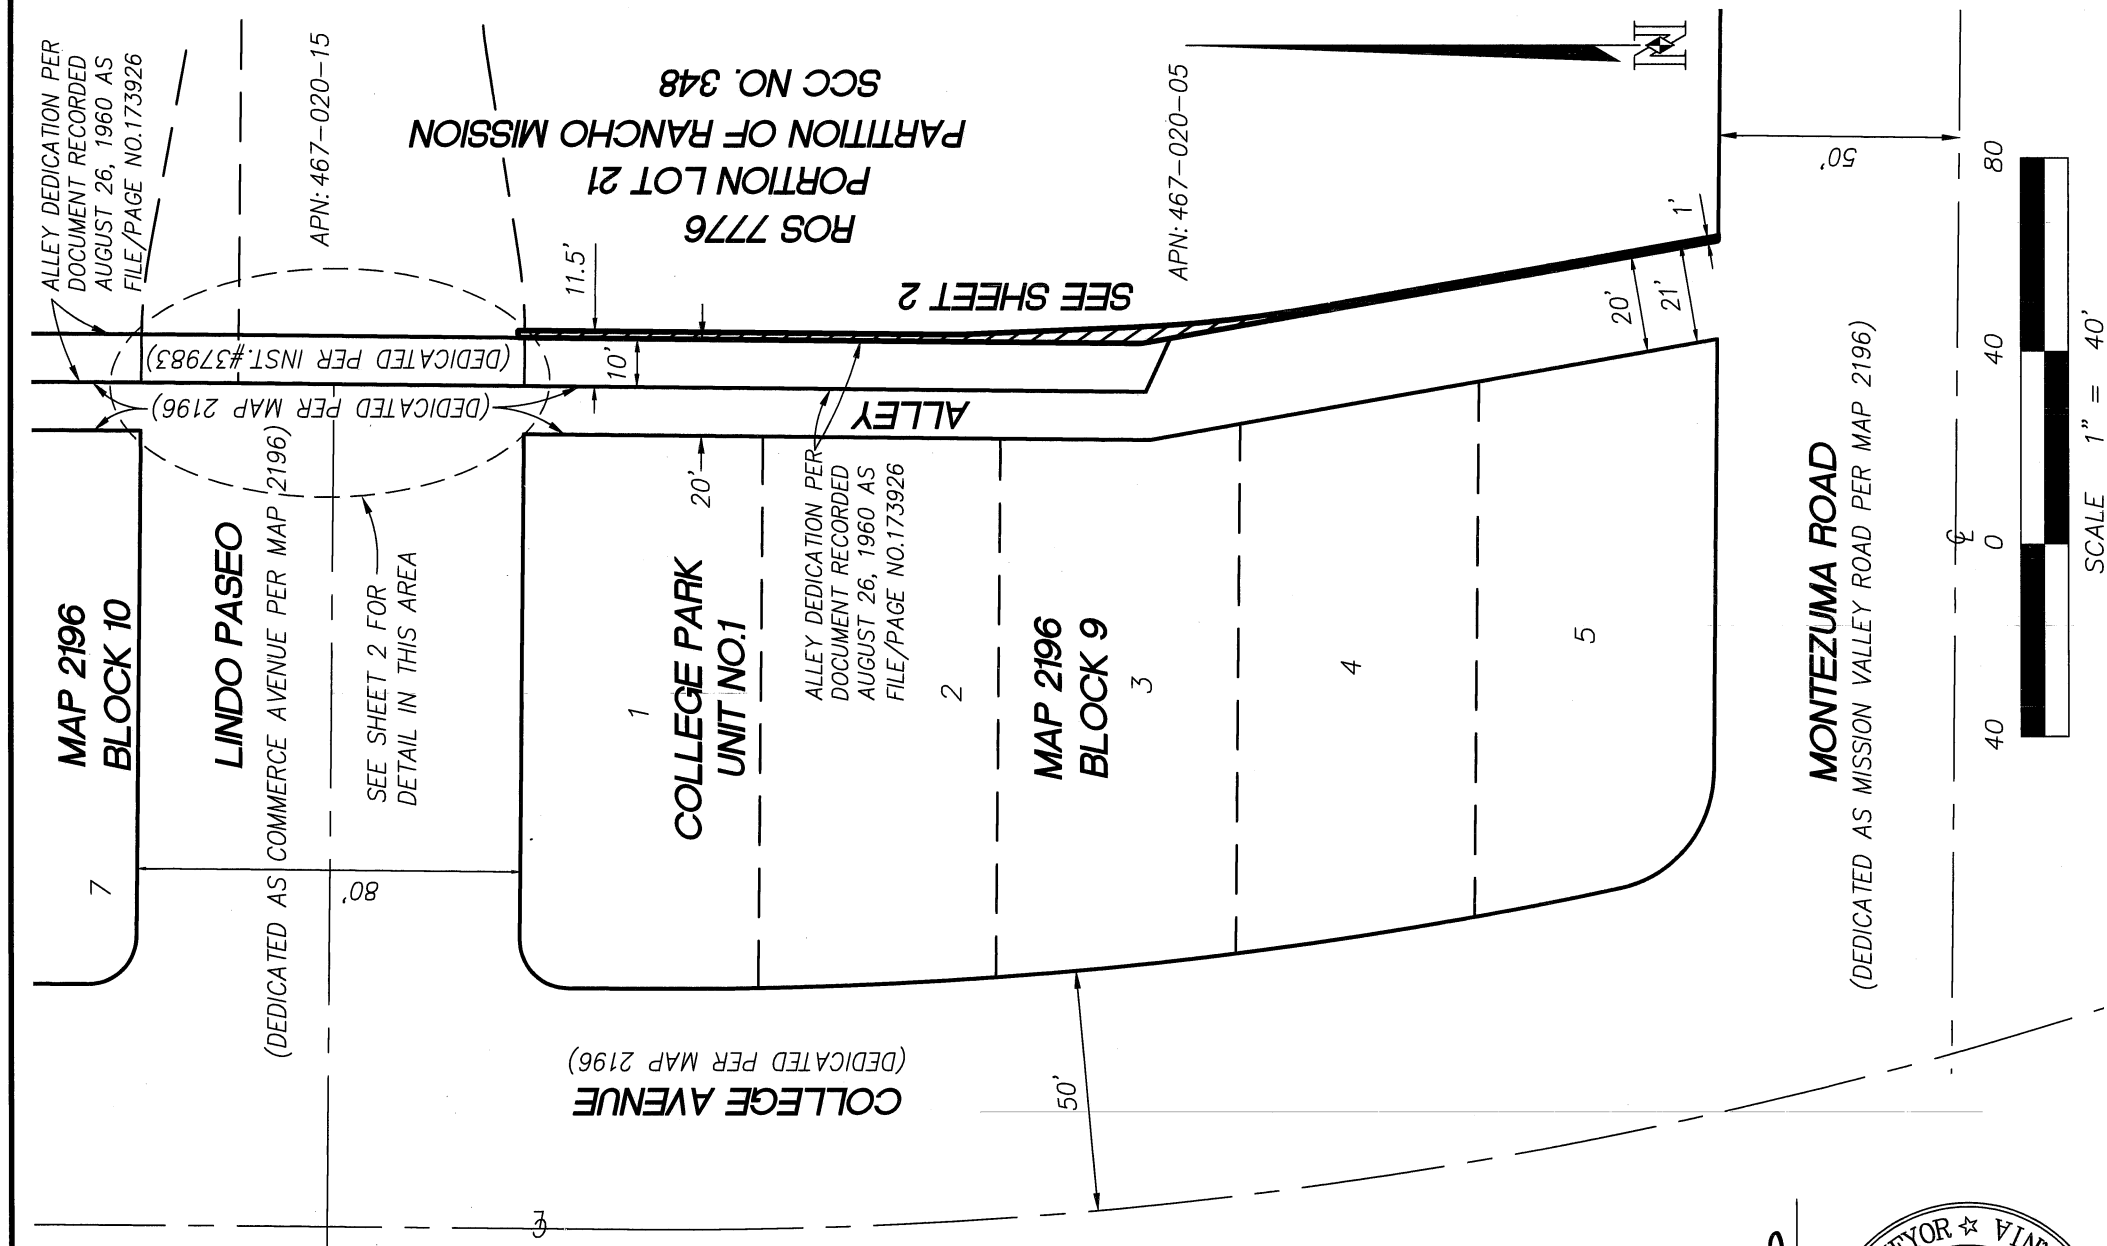 ALLEY DEDICATION PER
DOCUMENT RECORDED
AUGUST 26, 1960 AS
FILE/PAGE NO.173926
APN: 467-020-15
ROS 7776
PORTION LOT 21
PARTITION OF RANCHO MISSION
SCC NO. 348
APN: 467-020-05
N
50'
1'
20'
21'
11.5'
10'
SEE SHEET 2
(DEDICATED PER INST.#37983)
(DEDICATED PER MAP 2196)
ALLEY
20'
ALLEY DEDICATION PER
DOCUMENT RECORDED
AUGUST 26, 1960 AS
FILE/PAGE NO.173926
MAP 2196
BLOCK 10
7
LINDO PASEO
(DEDICATED AS COMMERCE AVENUE PER MAP 2196)
SEE SHEET 2 FOR
DETAIL IN THIS AREA
80'
COLLEGE PARK
UNIT NO.1
MAP 2196
BLOCK 9
1
2
3
4
5
MONTEZUMA ROAD
(DEDICATED AS MISSION VALLEY ROAD PER MAP 2196)
℄
40 0 40 80
SCALE 1" = 40'
COLLEGE AVENUE
(DEDICATED PER MAP 2196)
50'
℄